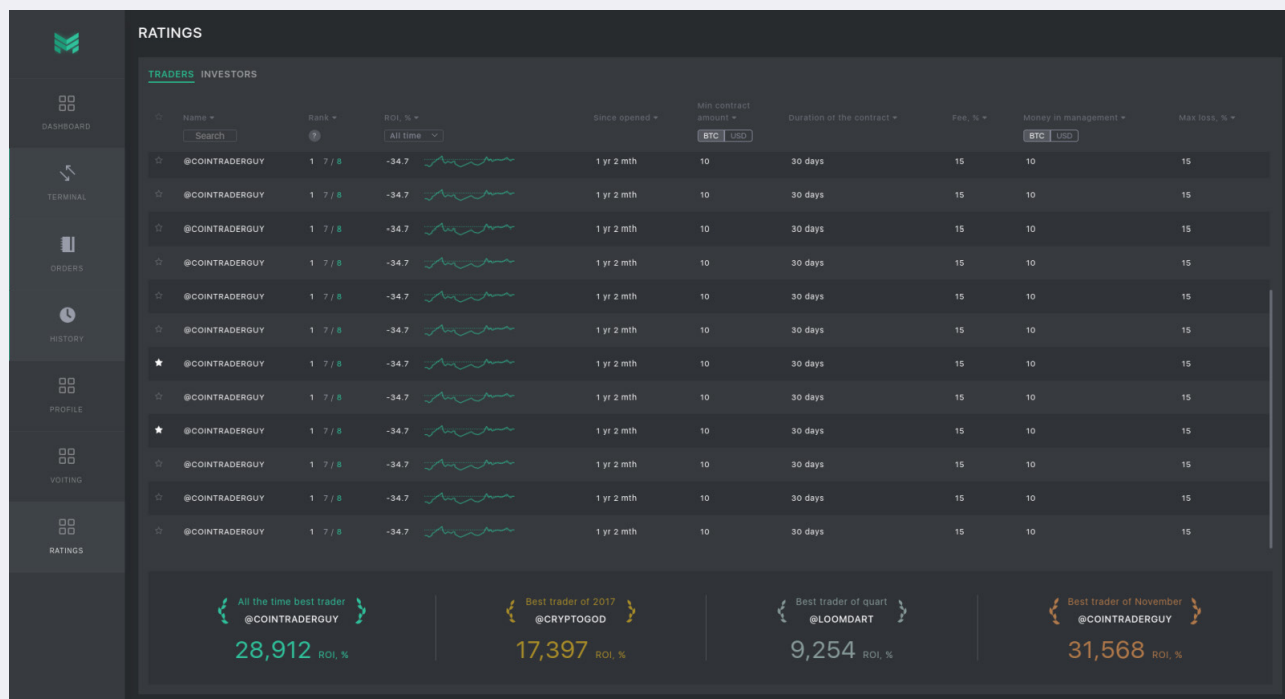 RATINGS
TRADERS INVESTORS
Name Rank ROI, % Since opened Min contract amount Duration of the contract Fee, % Money in management Max loss, %
Search ? All time BTC USD BTC USD
@COINTRADERGUY 1 7 / 8 -34.7 1 yr 2 mth 10 30 days 15 10 15
@COINTRADERGUY 1 7 / 8 -34.7 1 yr 2 mth 10 30 days 15 10 15
@COINTRADERGUY 1 7 / 8 -34.7 1 yr 2 mth 10 30 days 15 10 15
@COINTRADERGUY 1 7 / 8 -34.7 1 yr 2 mth 10 30 days 15 10 15
@COINTRADERGUY 1 7 / 8 -34.7 1 yr 2 mth 10 30 days 15 10 15
@COINTRADERGUY 1 7 / 8 -34.7 1 yr 2 mth 10 30 days 15 10 15
@COINTRADERGUY 1 7 / 8 -34.7 1 yr 2 mth 10 30 days 15 10 15
@COINTRADERGUY 1 7 / 8 -34.7 1 yr 2 mth 10 30 days 15 10 15
@COINTRADERGUY 1 7 / 8 -34.7 1 yr 2 mth 10 30 days 15 10 15
@COINTRADERGUY 1 7 / 8 -34.7 1 yr 2 mth 10 30 days 15 10 15
@COINTRADERGUY 1 7 / 8 -34.7 1 yr 2 mth 10 30 days 15 10 15
@COINTRADERGUY 1 7 / 8 -34.7 1 yr 2 mth 10 30 days 15 10 15
DASHBOARD
TERMINAL
ORDERS
HISTORY
PROFILE
VOITING
RATINGS
All the time best trader
@COINTRADERGUY
28,912 ROI, %
Best trader of 2017
@CRYPTOGOD
17,397 ROI, %
Best trader of quart
@LOOMDART
9,254 ROI, %
Best trader of November
@COINTRADERGUY
31,568 ROI, %